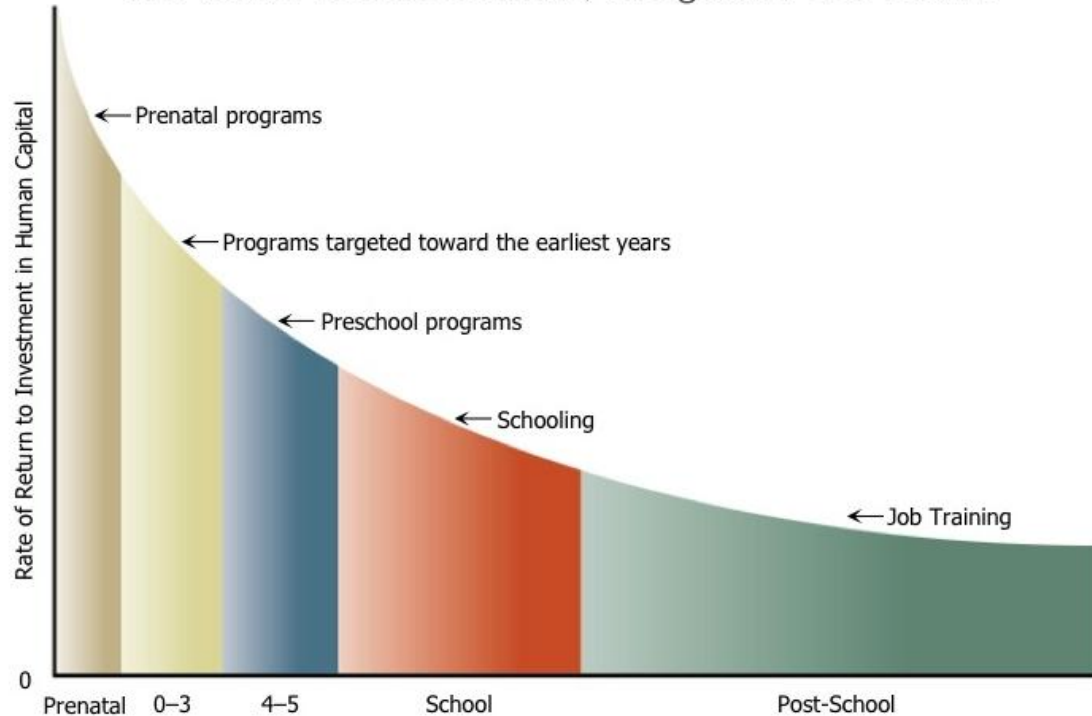 Prenatal programs
Programs targeted toward the earliest years
Preschool programs
Schooling
Job Training
Rate of Return to Investment in Human Capital
0
Prenatal 0–3 4–5 School Post-School